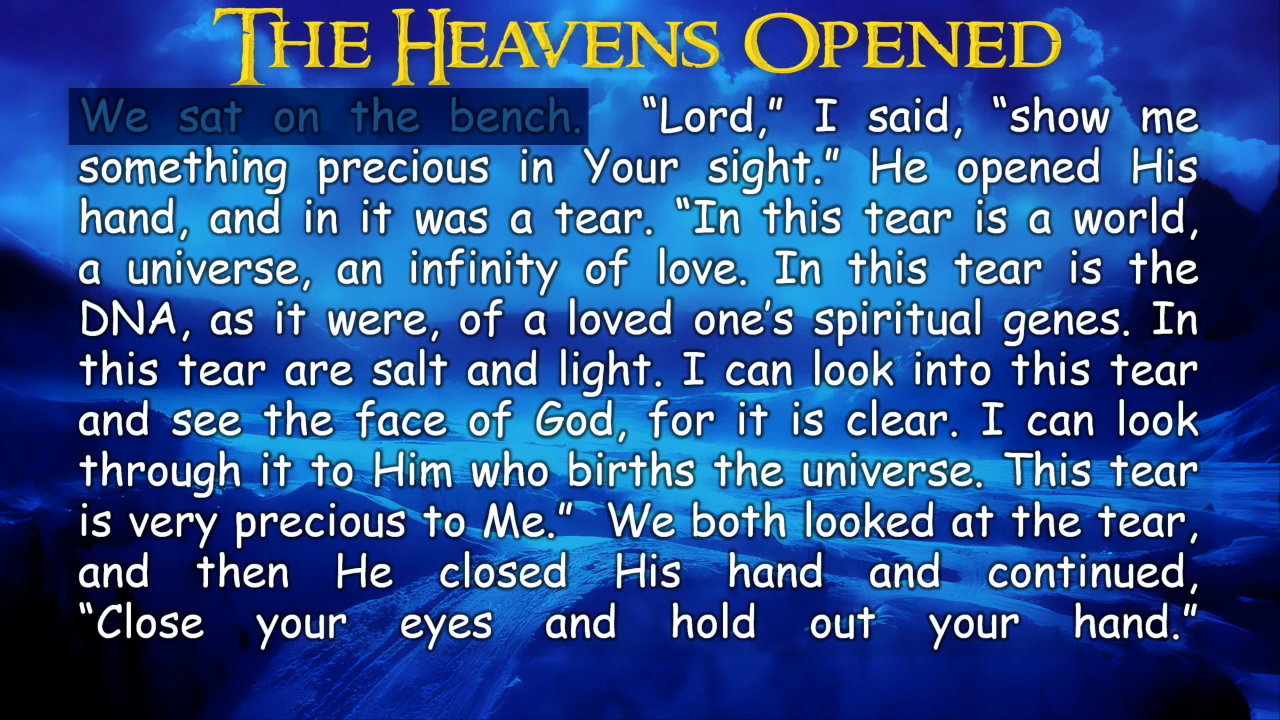 THE HEAVENS OPENED
We sat on the bench. “Lord,” I said, “show me
something precious in Your sight.” He opened His
hand, and in it was a tear. “In this tear is a world,
a universe, an infinity of love. In this tear is the
DNA, as it were, of a loved one’s spiritual genes. In
this tear are salt and light. I can look into this tear
and see the face of God, for it is clear. I can look
through it to Him who births the universe. This tear
is very precious to Me.” We both looked at the tear,
and then He closed His hand and continued,
“Close your eyes and hold out your hand.”